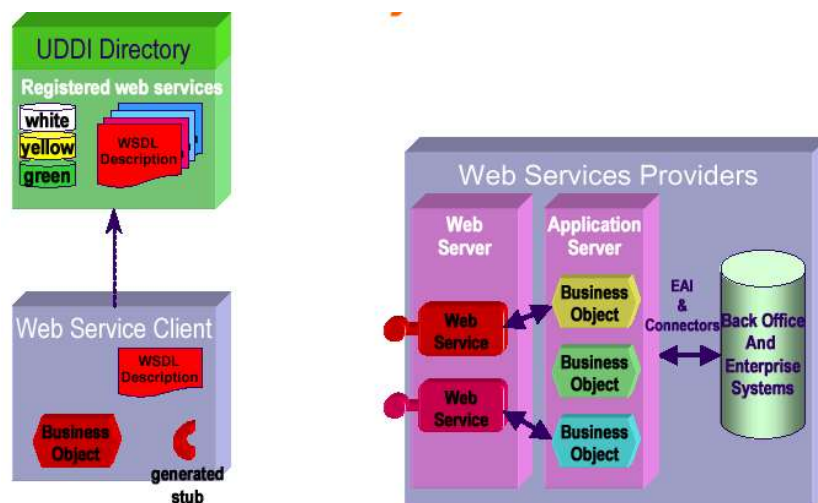 UDDI Directory
Registered web services
white
yellow
green
WSDL
Description
Web Service Client
WSDL
Description
Business
Object
generated
stub
Web Services Providers
Web
Server
Application
Server
Web
Service
Web
Service
Business
Object
Business
Object
Business
Object
EAI
&
Connectors
Back Office
And
Enterprise
Systems